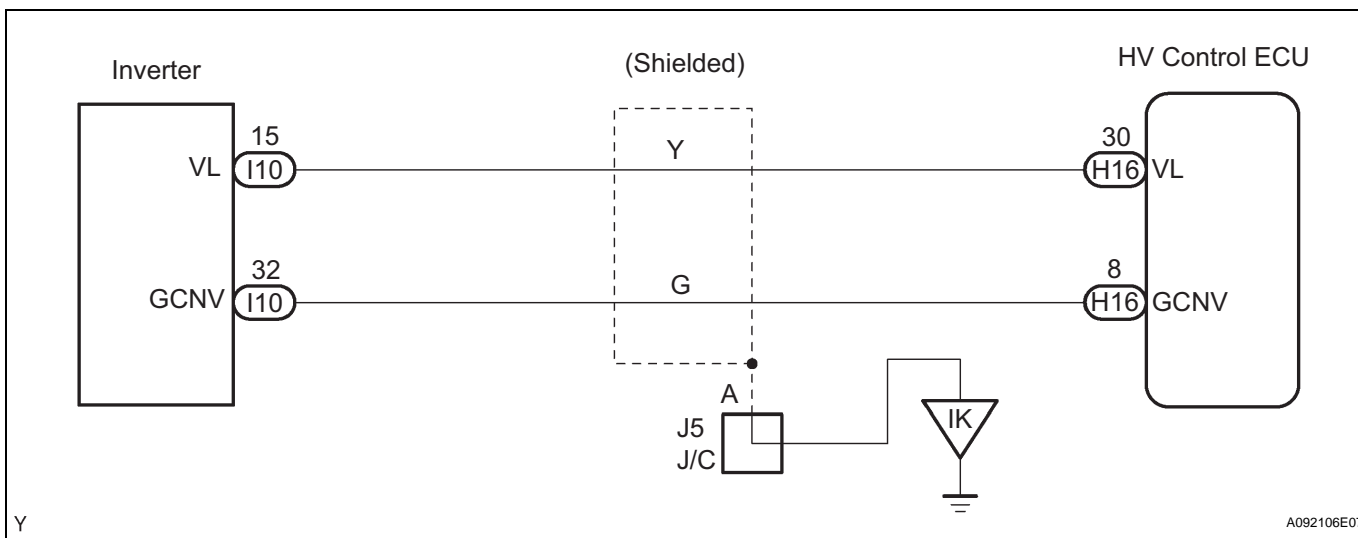 Inverter
(Shielded)
HV Control ECU
15
Y
30
VL
I10
H16
VL
32
G
8
GCNV
I10
H16
GCNV
A
J5
J/C
IK
Y
A092106E07